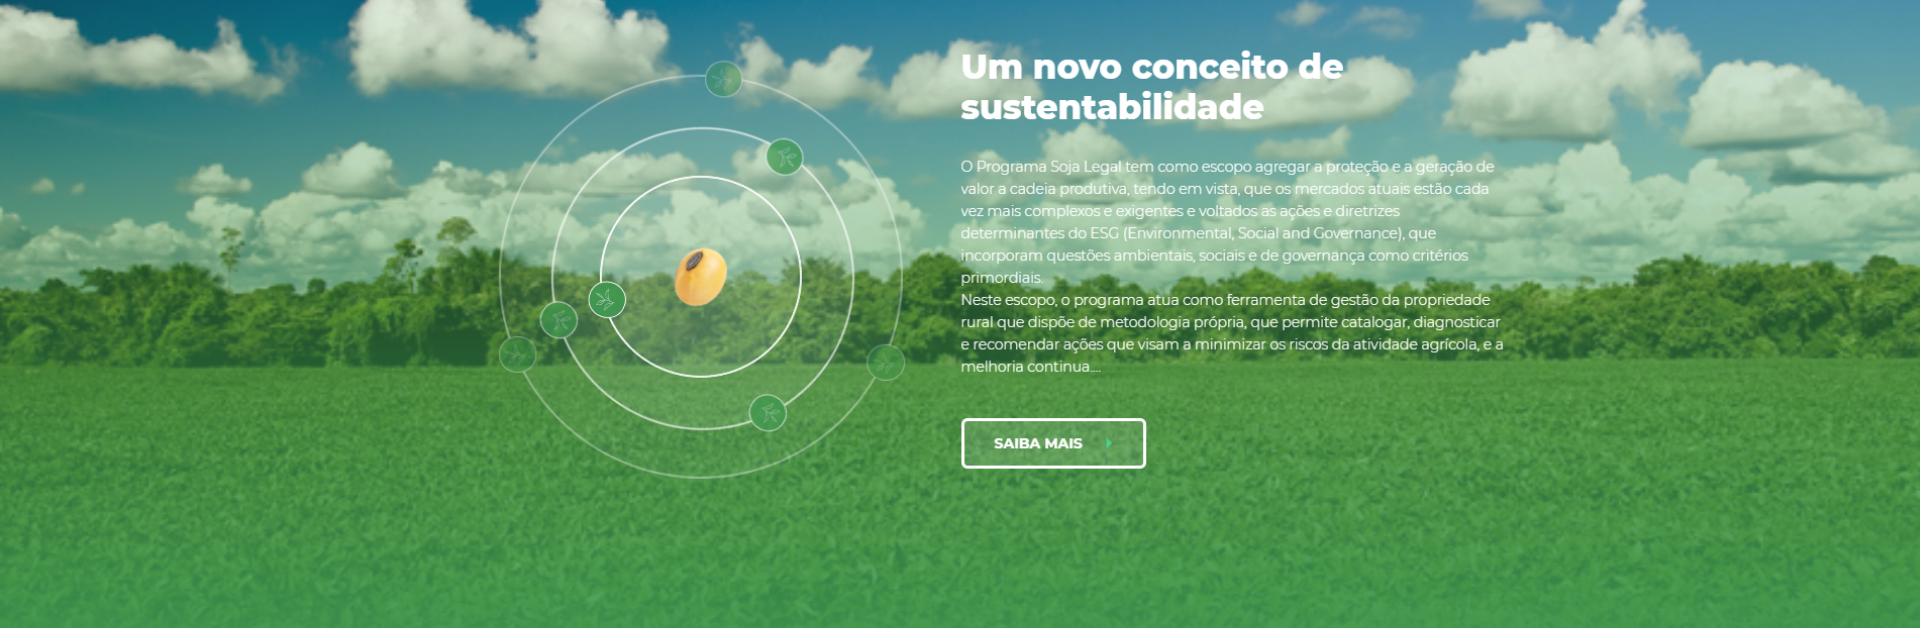 Um novo conceito de
sustentabilidade
O Programa Soja Legal tem como escopo agregar a proteção e a geração de
valor a cadeia produtiva, tendo em vista, que os mercados atuais estão cada
vez mais complexos e exigentes e voltados as ações e diretrizes
determinantes do ESG (Environmental, Social and Governance), que
incorporam questões ambientais, sociais e de governança como critérios
primordiais.
Neste escopo, o programa atua como ferramenta de gestão da propriedade
rural que dispõe de metodologia própria, que permite catalogar, diagnosticar
e recomendar ações que visam a minimizar os riscos da atividade agrícola, e a
melhoria continua....
SAIBA MAIS